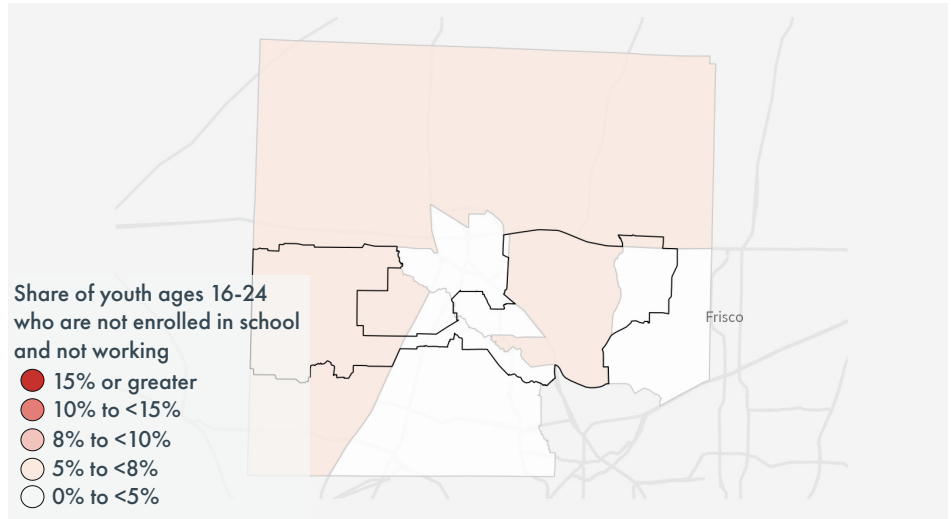 Share of youth ages 16-24
who are not enrolled in school
and not working
15% or greater
10% to <15%
8% to <10%
5% to <8%
0% to <5%
Frisco